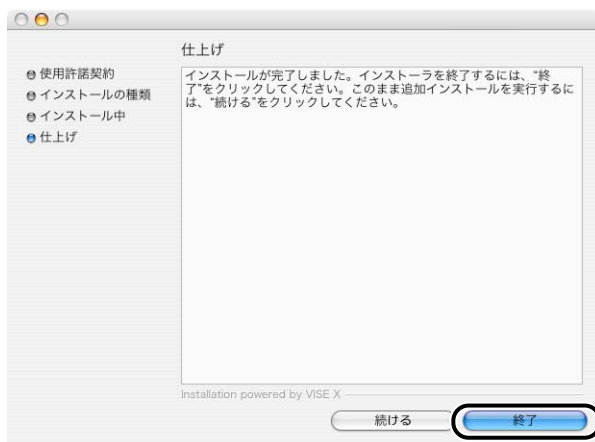 仕上げ
使用許諾契約
インストールの種類
インストール中
仕上げ
インストールが完了しました。インストーラを終了するには、“終
了”をクリックしてください。このまま追加インストールを実行するに
は、“続ける”をクリックしてください。
Installation powered by VISE X
続ける
終了